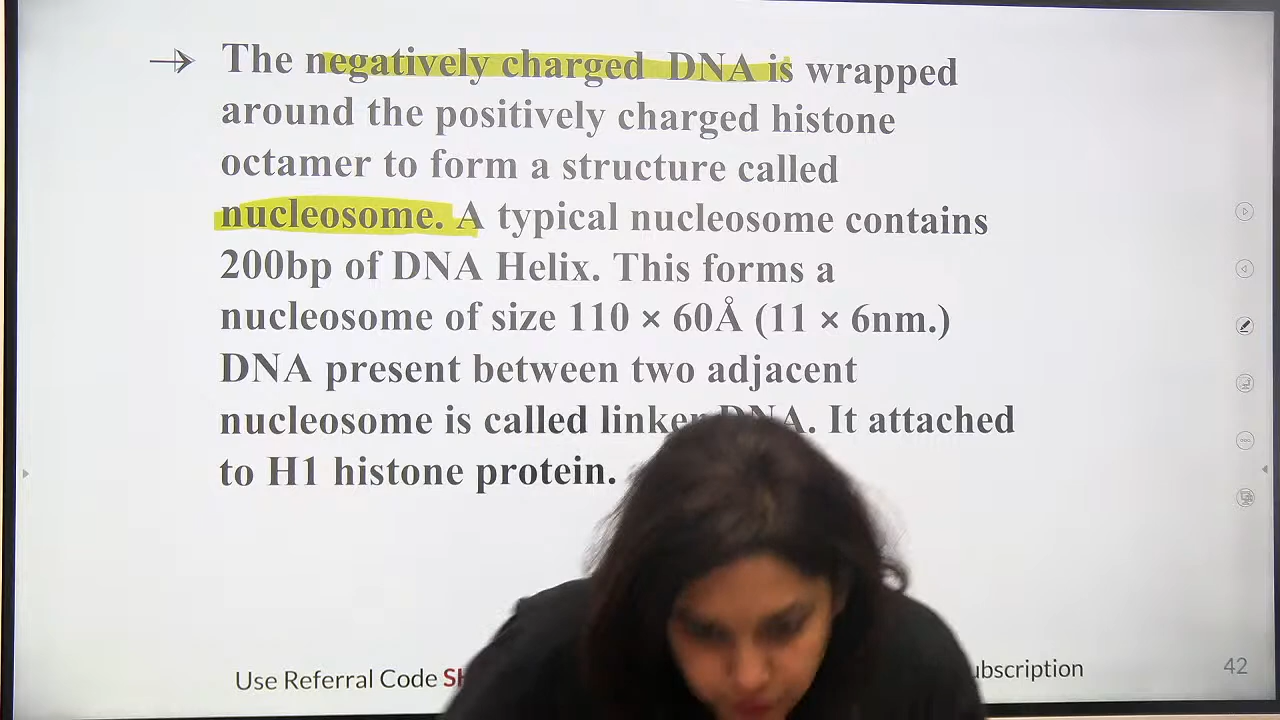 → The negatively charged DNA is wrapped
around the positively charged histone
octamer to form a structure called
nucleosome. A typical nucleosome contains
200bp of DNA Helix. This forms a
nucleosome of size 110 × 60Å (11 × 6nm.)
DNA present between two adjacent
nucleosome is called linker DNA. It attached
to H1 histone protein.
Use Referral Code
42